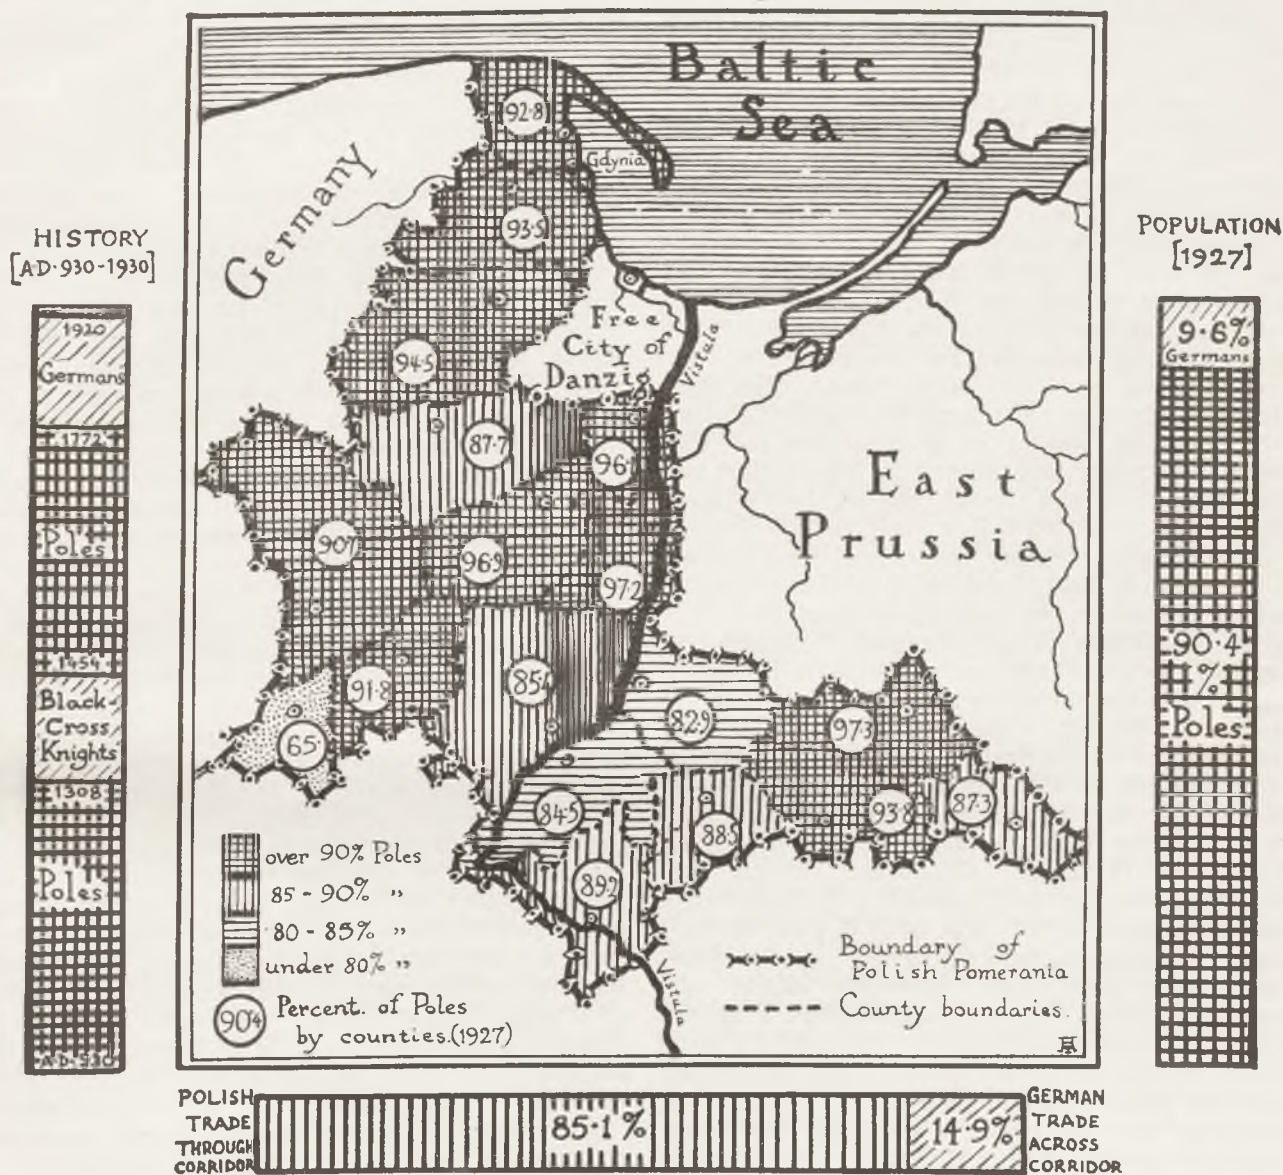 Baltic
Sea
Germany
Gdynia
Free
City of
Danzig
Vistula
East
Prussia
92·8
93·5
94·5
87·7
96·1
90·7
96·9
97·2
85·4
91·8
65·
82·9
97·3
84·5
88·5
93·8
87·3
89·2
Vistula
over 90% Poles
85 - 90% "
80 - 85% "
under 80% "
90·4
Percent. of Poles
by counties.(1927)
Boundary of
Polish Pomerania
County boundaries.
HISTORY
[A·D·930-1930]
1920
Germans
1772
Poles
1454
Black-
Cross
Knights
1308
Poles
A·D·930
POPULATION
[1927]
9·6%
Germans
90·4
%
Poles
POLISH
TRADE
THROUGH
CORRIDOR
85·1%
14·9%
GERMAN
TRADE
ACROSS
CORRIDOR